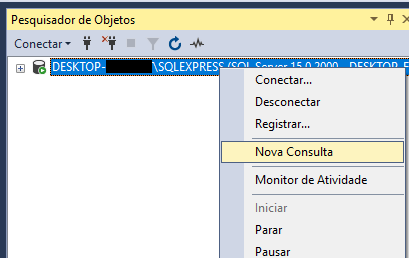 Pesquisador de Objetos
Conectar
DESKTOP- \SQLEXPRESS (SQL Server 15.0.2000 - DESKTOP
Conectar...
Desconectar
Registrar...
Nova Consulta
Monitor de Atividade
Iniciar
Parar
Pausar